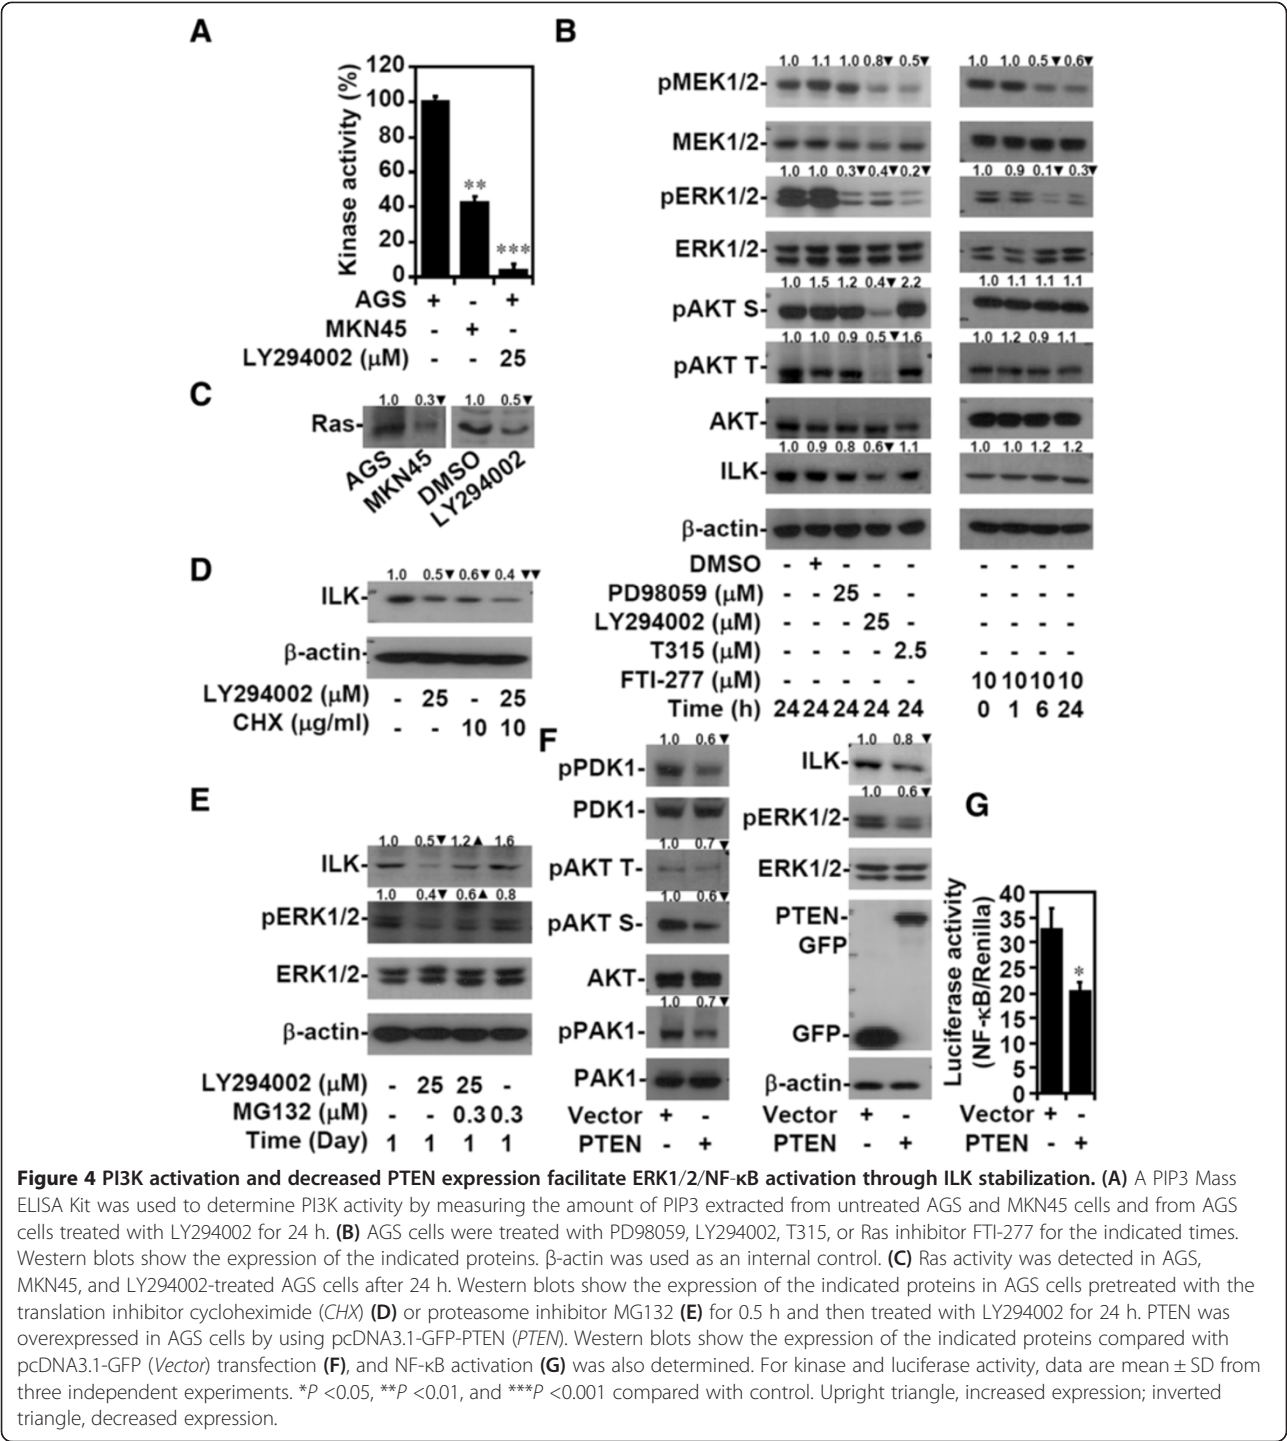 A
Kinase activity (%)
120
100
80
60
40
20
0
**
***
AGS + - +
MKN45 - + -
LY294002 (μM) - - 25
B
1.0 1.1 1.0 0.8▼ 0.5▼ 1.0 1.0 0.5▼ 0.6▼
pMEK1/2-
MEK1/2-
1.0 1.0 0.3▼ 0.4▼ 0.2▼ 1.0 0.9 0.1▼ 0.3▼
pERK1/2-
ERK1/2-
1.0 1.5 1.2 0.4▼ 2.2 1.0 1.1 1.1 1.1
pAKT S-
1.0 1.0 0.9 0.5▼ 1.6 1.0 1.2 0.9 1.1
pAKT T-
AKT-
1.0 0.9 0.8 0.6▼ 1.1 1.0 1.0 1.2 1.2
ILK-
β-actin-
DMSO - + - - - - - - -
PD98059 (μM) - - 25 - - - - - -
LY294002 (μM) - - - 25 - - - - -
T315 (μM) - - - - 2.5 - - - -
FTI-277 (μM) - - - - - 10 10 10 10
Time (h) 24 24 24 24 24 0 1 6 24
C
1.0 0.3▼ 1.0 0.5▼
Ras-
AGS
MKN45
DMSO
LY294002
D
1.0 0.5▼ 0.6▼ 0.4 ▼▼
ILK-
β-actin-
LY294002 (μM) - 25 - 25
CHX (μg/ml) - - 10 10
E
1.0 0.5▼ 1.2▲ 1.6
ILK-
1.0 0.4▼ 0.6▲ 0.8
pERK1/2-
ERK1/2-
β-actin-
LY294002 (μM) - 25 25 -
MG132 (μM) - - 0.3 0.3
Time (Day) 1 1 1 1
F
1.0 0.6▼
pPDK1-
PDK1-
1.0 0.7▼
pAKT T-
1.0 0.6▼
pAKT S-
AKT-
1.0 0.7▼
pPAK1-
PAK1-
Vector + -
PTEN - +
1.0 0.8▼
ILK-
1.0 0.6▼
pERK1/2-
ERK1/2-
PTEN-
GFP
GFP-
β-actin-
Vector + -
PTEN - +
G
Luciferase activity
(NF-κB/Renilla)
40
35
30
25
20
15
10
5
0
*
Vector + -
PTEN - +
Figure 4 PI3K activation and decreased PTEN expression facilitate ERK1/2/NF-κB activation through ILK stabilization. (A) A PIP3 Mass
ELISA Kit was used to determine PI3K activity by measuring the amount of PIP3 extracted from untreated AGS and MKN45 cells and from AGS
cells treated with LY294002 for 24 h. (B) AGS cells were treated with PD98059, LY294002, T315, or Ras inhibitor FTI-277 for the indicated times.
Western blots show the expression of the indicated proteins. β-actin was used as an internal control. (C) Ras activity was detected in AGS,
MKN45, and LY294002-treated AGS cells after 24 h. Western blots show the expression of the indicated proteins in AGS cells pretreated with the
translation inhibitor cycloheximide (CHX) (D) or proteasome inhibitor MG132 (E) for 0.5 h and then treated with LY294002 for 24 h. PTEN was
overexpressed in AGS cells by using pcDNA3.1-GFP-PTEN (PTEN). Western blots show the expression of the indicated proteins compared with
pcDNA3.1-GFP (Vector) transfection (F), and NF-κB activation (G) was also determined. For kinase and luciferase activity, data are mean ± SD from
three independent experiments. *P <0.05, **P <0.01, and ***P <0.001 compared with control. Upright triangle, increased expression; inverted
triangle, decreased expression.